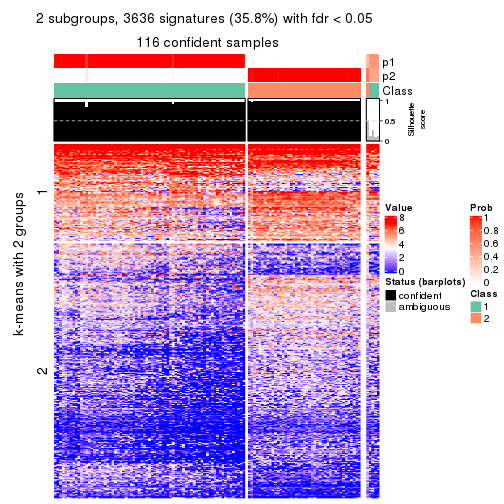 2 subgroups, 3636 signatures (35.8%) with fdr < 0.05
116 confident samples
p1
p2
Class
1
0.5
0
Silhouette
score
k-means with 2 groups
1
2
Value
8
6
4
2
0
Status (barplots)
confident
ambiguous
Prob
1
0.8
0.6
0.4
0.2
0
Class
1
2